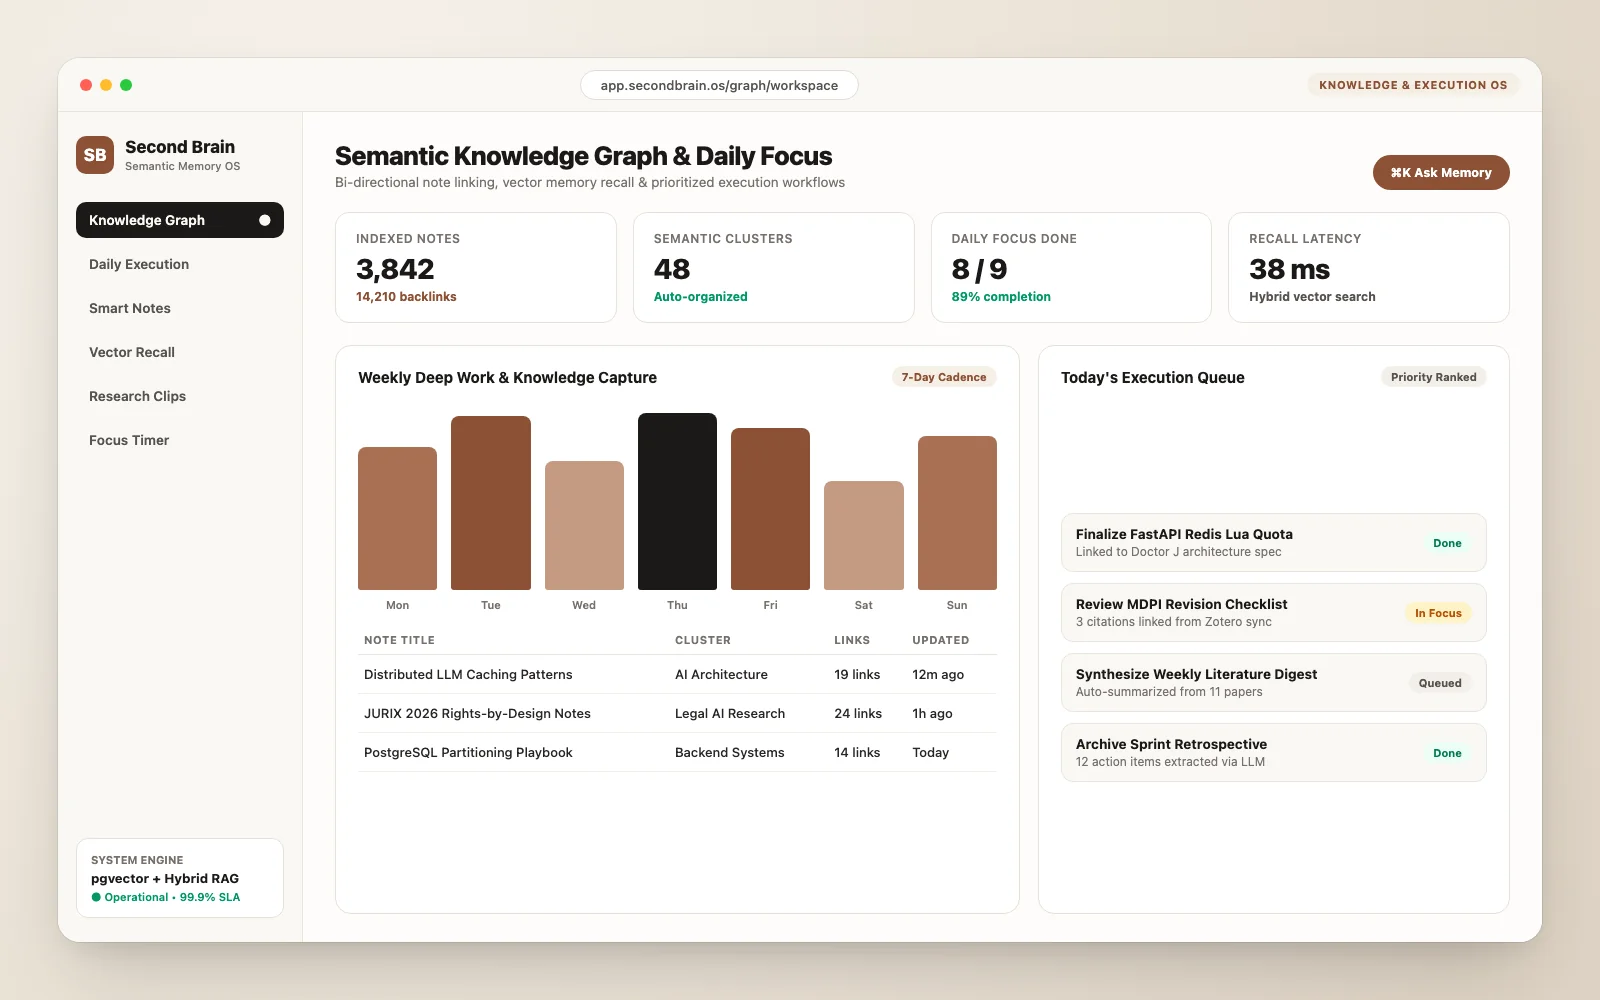 app.secondbrain.os/graph/workspace
KNOWLEDGE & EXECUTION OS
SB
Second Brain
Semantic Memory OS
Knowledge Graph
Daily Execution
Smart Notes
Vector Recall
Research Clips
Focus Timer
SYSTEM ENGINE
pgvector + Hybrid RAG
Operational • 99.9% SLA
Semantic Knowledge Graph & Daily Focus
Bi-directional note linking, vector memory recall & prioritized execution workflows
⌘K Ask Memory
INDEXED NOTES
3,842
14,210 backlinks
SEMANTIC CLUSTERS
48
Auto-organized
DAILY FOCUS DONE
8 / 9
89% completion
RECALL LATENCY
38 ms
Hybrid vector search
Weekly Deep Work & Knowledge Capture
7-Day Cadence
Mon Tue Wed Thu Fri Sat Sun
NOTE TITLE CLUSTER LINKS UPDATED
Distributed LLM Caching Patterns AI Architecture 19 links 12m ago
JURIX 2026 Rights-by-Design Notes Legal AI Research 24 links 1h ago
PostgreSQL Partitioning Playbook Backend Systems 14 links Today
Today's Execution Queue
Priority Ranked
Finalize FastAPI Redis Lua Quota
Linked to Doctor J architecture spec
Done
Review MDPI Revision Checklist
3 citations linked from Zotero sync
In Focus
Synthesize Weekly Literature Digest
Auto-summarized from 11 papers
Queued
Archive Sprint Retrospective
12 action items extracted via LLM
Done